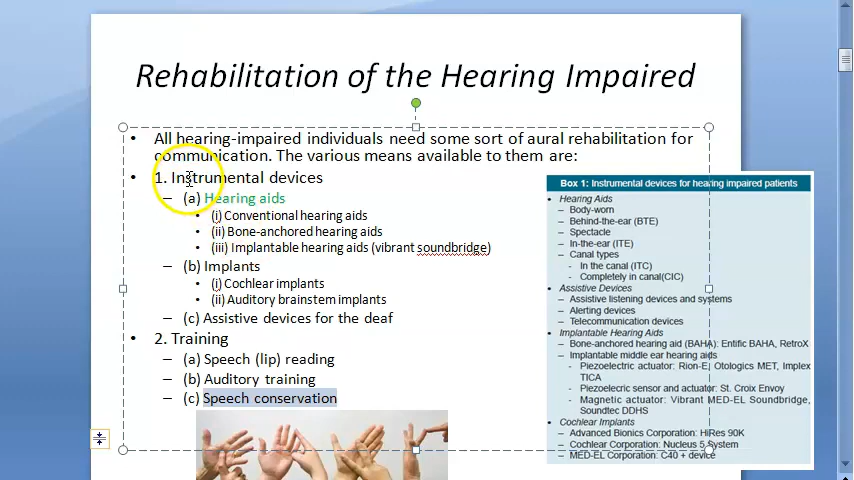 Rehabilitation of the Hearing Impaired
• All hearing-impaired individuals need some sort of aural rehabilitation for
communication. The various means available to them are:
• 1. Instrumental devices
– (a) Hearing aids
• (i) Conventional hearing aids
• (ii) Bone-anchored hearing aids
• (iii) Implantable hearing aids (vibrant soundbridge)
– (b) Implants
• (i) Cochlear implants
• (ii) Auditory brainstem implants
– (c) Assistive devices for the deaf
• 2. Training
– (a) Speech (lip) reading
– (b) Auditory training
– (c) Speech conservation
Box 1: Instrumental devices for hearing impaired patients
• Hearing Aids
– Body-worn
– Behind-the-ear (BTE)
– Spectacle
– In-the-ear (ITE)
– Canal types
- In the canal (ITC)
- Completely in canal(CIC)
• Assistive Devices
– Assistive listening devices and systems
– Alerting devices
– Telecommunication devices
• Implantable Hearing Aids
– Bone-anchored hearing aid (BAHA): Entific BAHA, RetroX
– Implantable middle ear hearing aids
- Piezoelectric actuator: Rion-E, Otologics MET, Implex
TICA
- Piezoelecric sensor and actuator: St. Croix Envoy
- Magnetic actuator: Vibrant MED-EL Soundbridge,
Soundtec DDHS
• Cochlear Implants
– Advanced Bionics Corporation: HiRes 90K
– Cochlear Corporation: Nucleus 5 System
– MED-EL Corporation: C40 + device